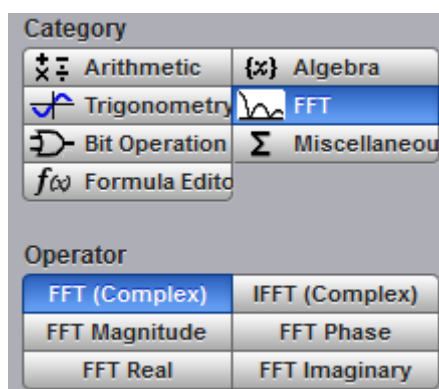 Category
Arithmetic {x} Algebra
Trigonometry FFT
Bit Operation Σ Miscellaneou
f(x) Formula Edito
Operator
FFT (Complex) IFFT (Complex)
FFT Magnitude FFT Phase
FFT Real FFT Imaginary